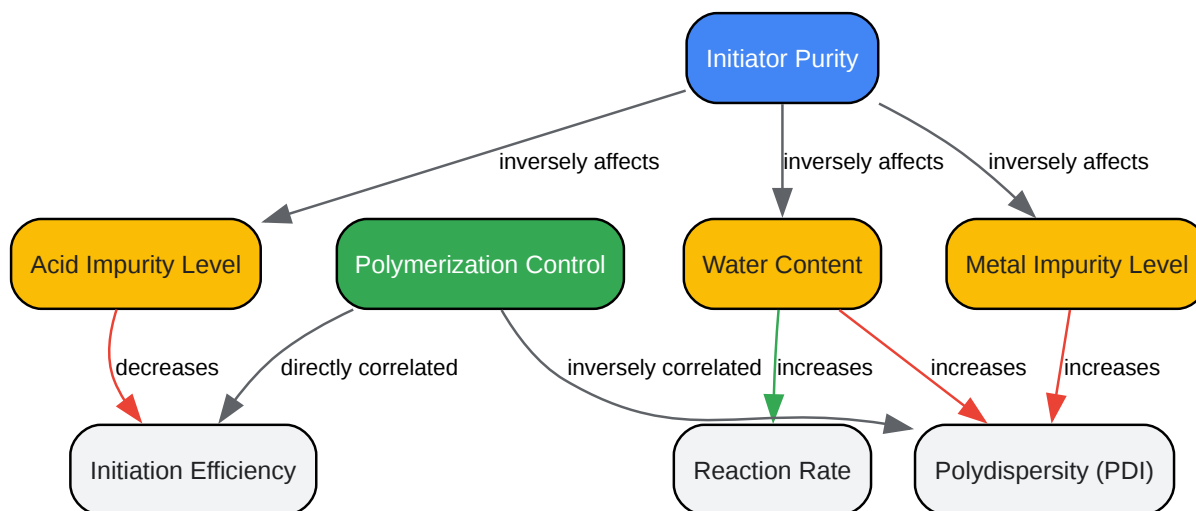 Initiator Purity
inversely affects
inversely affects
inversely affects
Acid Impurity Level
Polymerization Control
Water Content
Metal Impurity Level
decreases
directly correlated
inversely correlated
increases
increases
increases
Initiation Efficiency
Reaction Rate
Polydispersity (PDI)